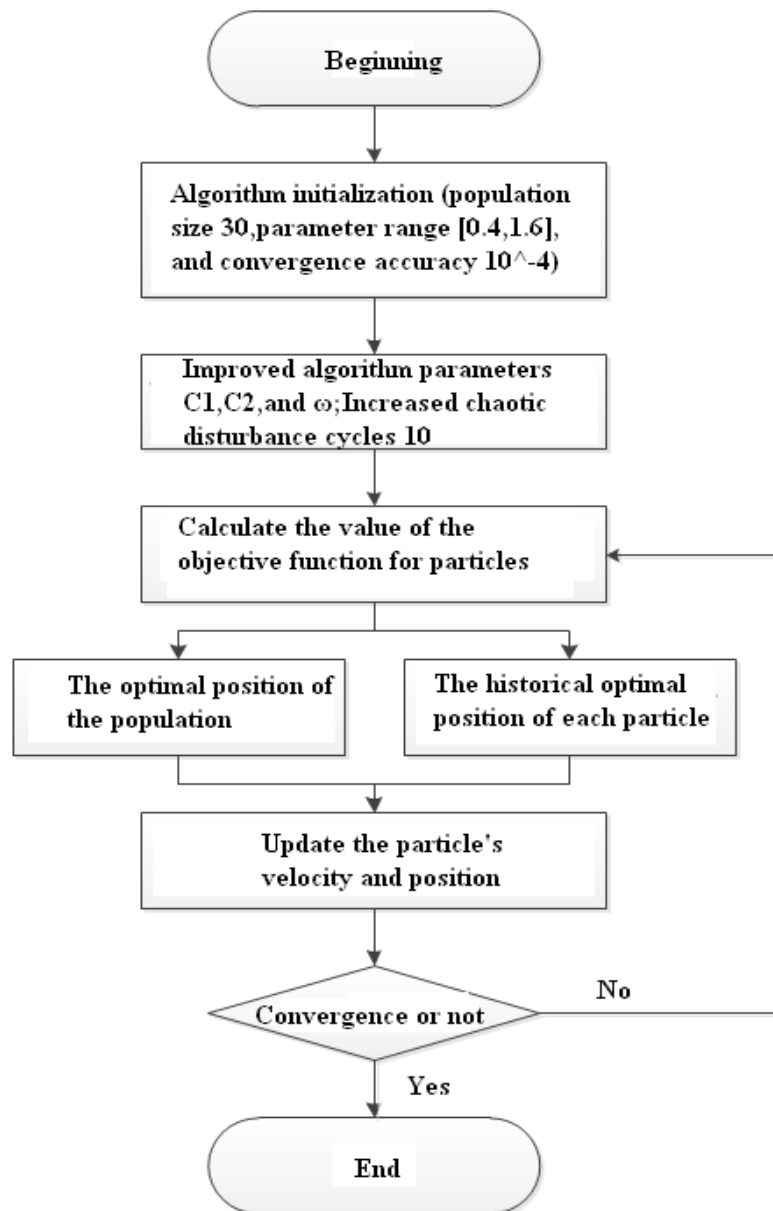 Beginning
Algorithm initialization (population
size 30,parameter range [0.4,1.6],
and convergence accuracy 10^-4)
Improved algorithm parameters
C1,C2,and ω;Increased chaotic
disturbance cycles 10
Calculate the value of the
objective function for particles
The optimal position of
the population
The historical optimal
position of each particle
Update the particle's
velocity and position
Convergence or not
No
Yes
End